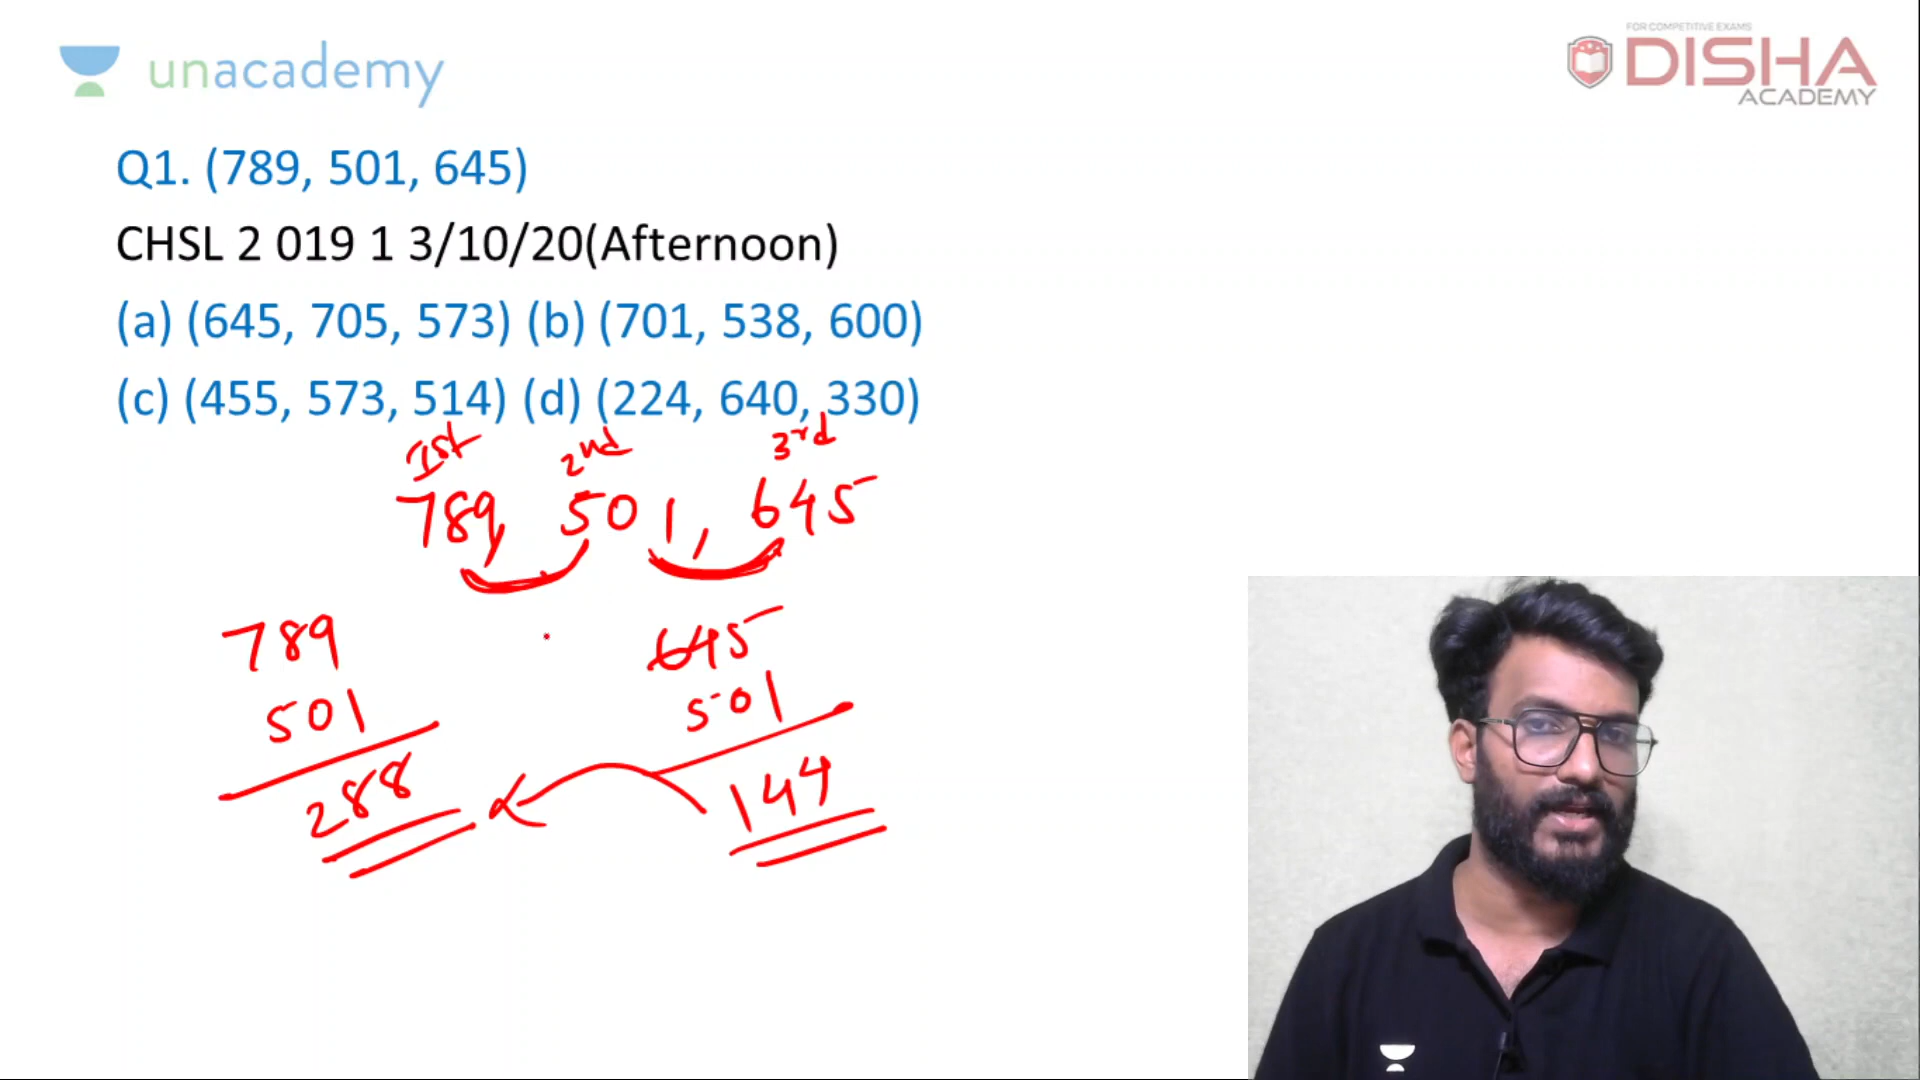 unacademy
FOR COMPETITIVE EXAMS
DISHA
ACADEMY
Q1. (789, 501, 645)
CHSL 2 019 1 3/10/20(Afternoon)
(a) (645, 705, 573) (b) (701, 538, 600)
(c) (455, 573, 514) (d) (224, 640, 330)
Ist 2nd 3rd
789, 501, 645
789 645
501 501
288 144